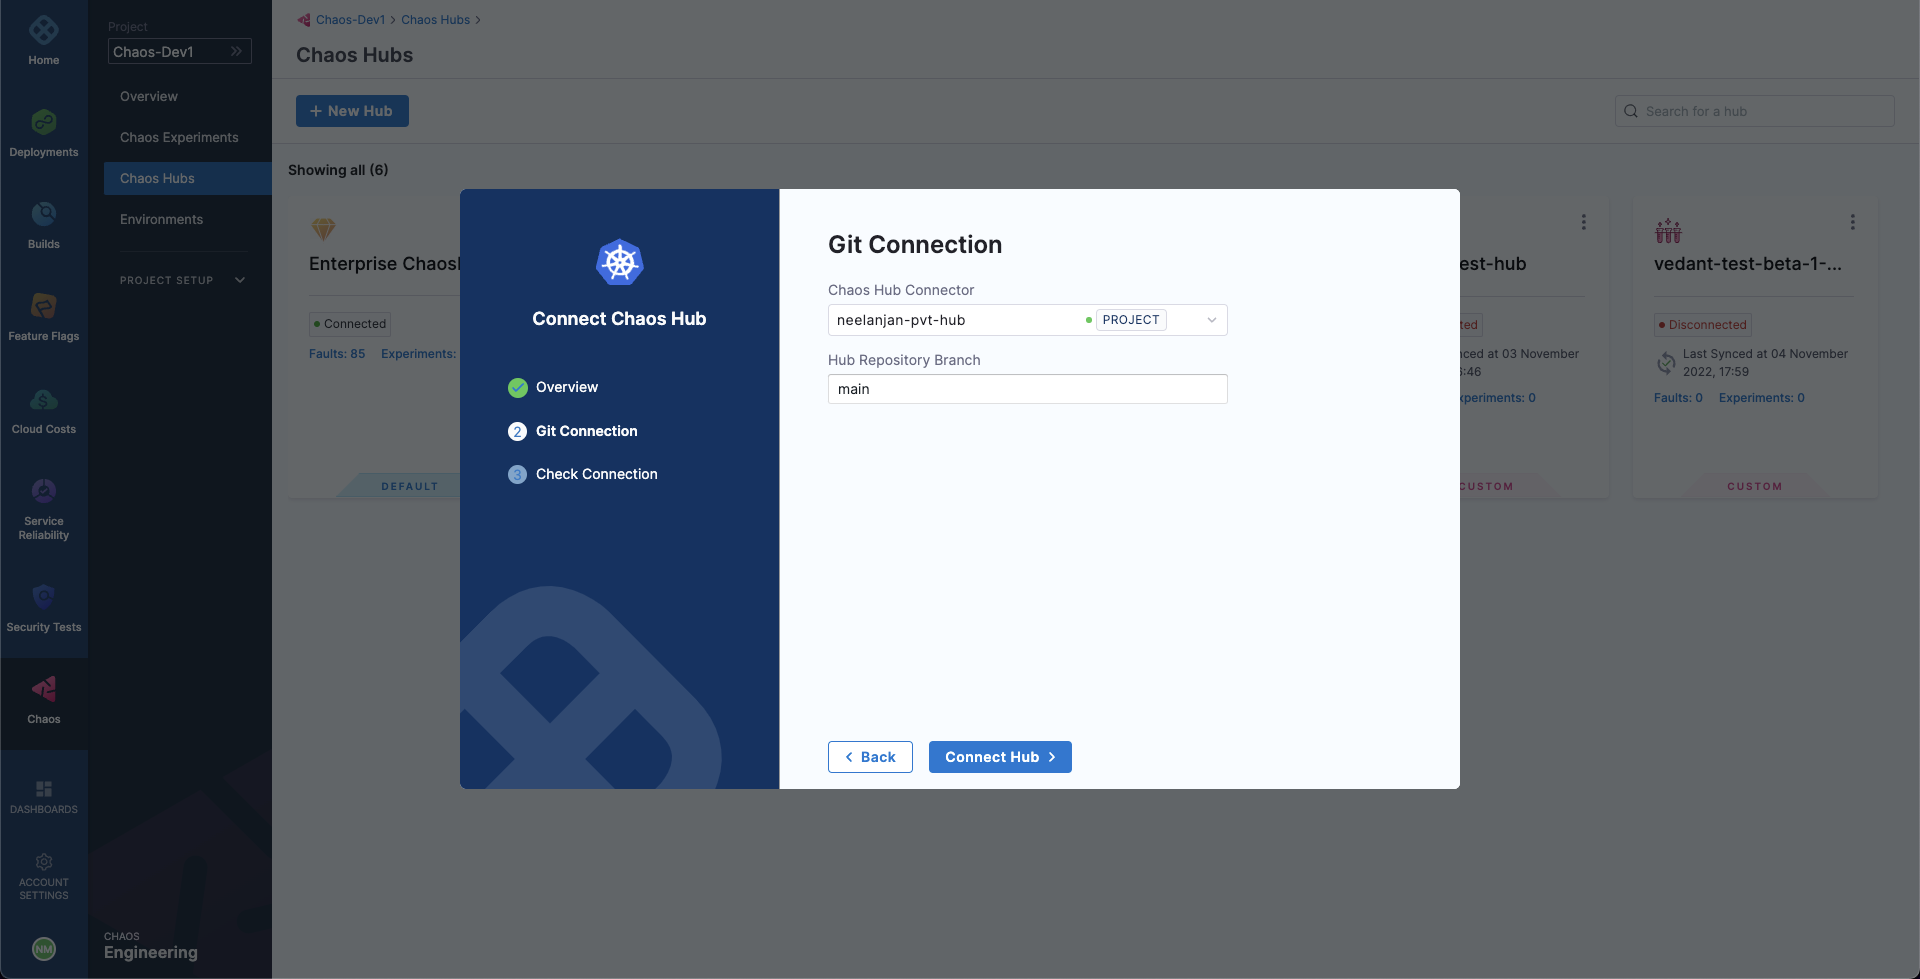 Home
Deployments
Builds
Feature Flags
Cloud Costs
Service
Reliability
Security Tests
Chaos
DASHBOARDS
ACCOUNT
SETTINGS
NM
Project
Chaos-Dev1
Overview
Chaos Experiments
Chaos Hubs
Environments
PROJECT SETUP
CHAOS
Engineering
Chaos-Dev1 > Chaos Hubs >
Chaos Hubs
+ New Hub
Search for a hub
Showing all (6)
Enterprise Chaos
Connected
Faults: 85 Experiments:
DEFAULT
Connect Chaos Hub
Overview
2 Git Connection
3 Check Connection
Git Connection
Chaos Hub Connector
neelanjan-pvt-hub PROJECT
Hub Repository Branch
main
< Back
Connect Hub >
est-hub
ted
nced at 03 November
:46
xperiments: 0
CUSTOM
vedant-test-beta-1-...
Disconnected
Last Synced at 04 November
2022, 17:59
Faults: 0 Experiments: 0
CUSTOM